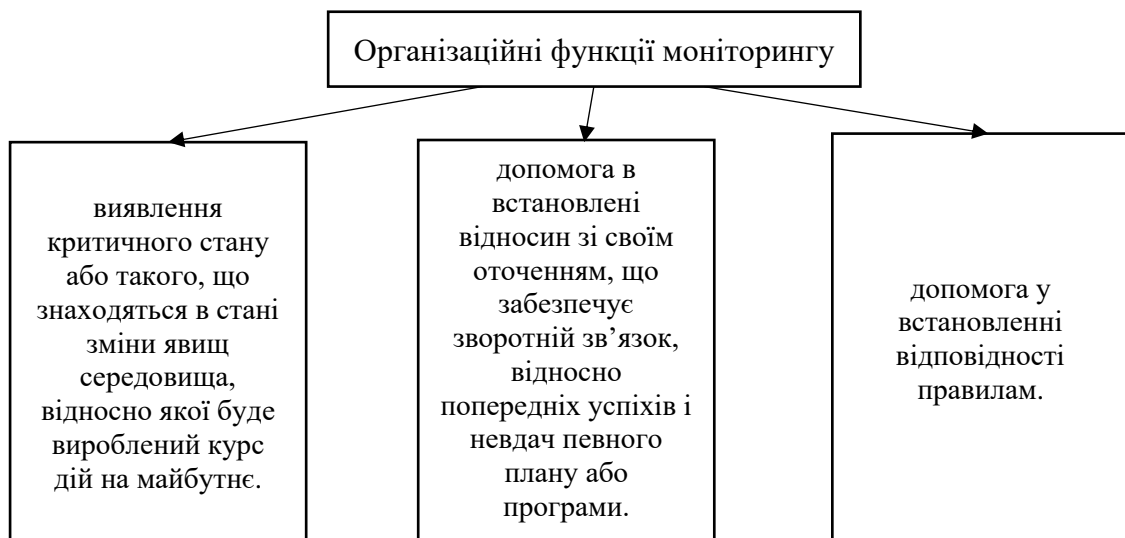 Організаційні функції моніторингу
виявлення
критичного стану
або такого, що
знаходяться в стані
зміни явищ
середовища,
відносно якої буде
вироблений курс
дій на майбутнє.
допомога в
встановлені
відносин зі своїм
оточенням, що
забезпечує
зворотній зв’язок,
відносно
попередніх успіхів і
невдач певного
плану або
програми.
допомога у
встановленні
відповідності
правилам.